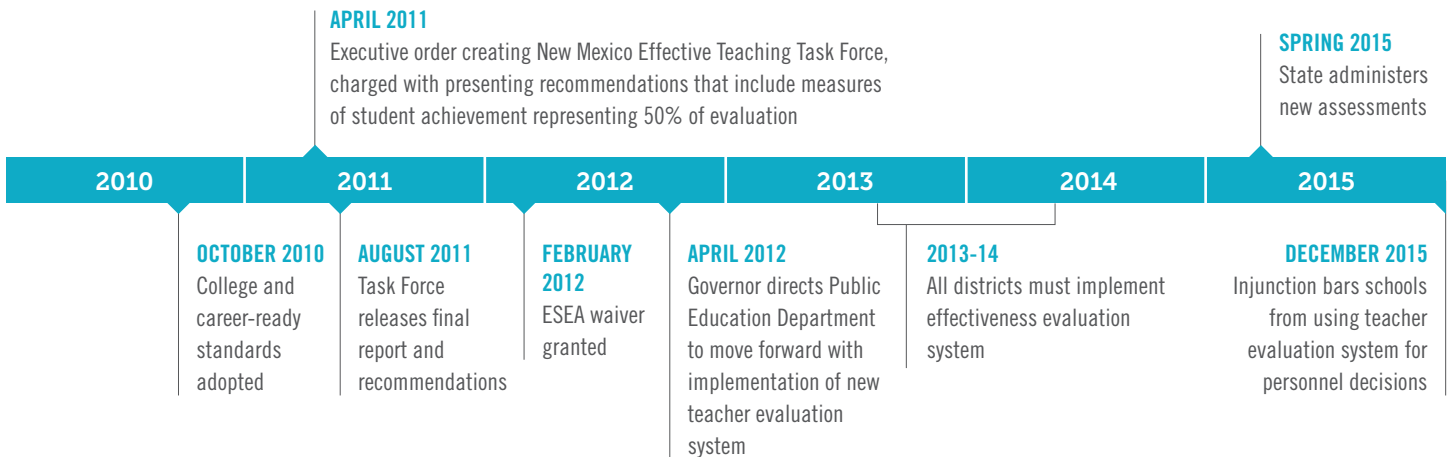 APRIL 2011
Executive order creating New Mexico Effective Teaching Task Force,
charged with presenting recommendations that include measures
of student achievement representing 50% of evaluation
SPRING 2015
State administers
new assessments
2010
2011
2012
2013
2014
2015
OCTOBER 2010
College and
career-ready
standards
adopted
AUGUST 2011
Task Force
releases final
report and
recommendations
FEBRUARY
2012
ESEA waiver
granted
APRIL 2012
Governor directs Public
Education Department
to move forward with
implementation of new
teacher evaluation
system
2013-14
All districts must implement
effectiveness evaluation
system
DECEMBER 2015
Injunction bars schools
from using teacher
evaluation system for
personnel decisions